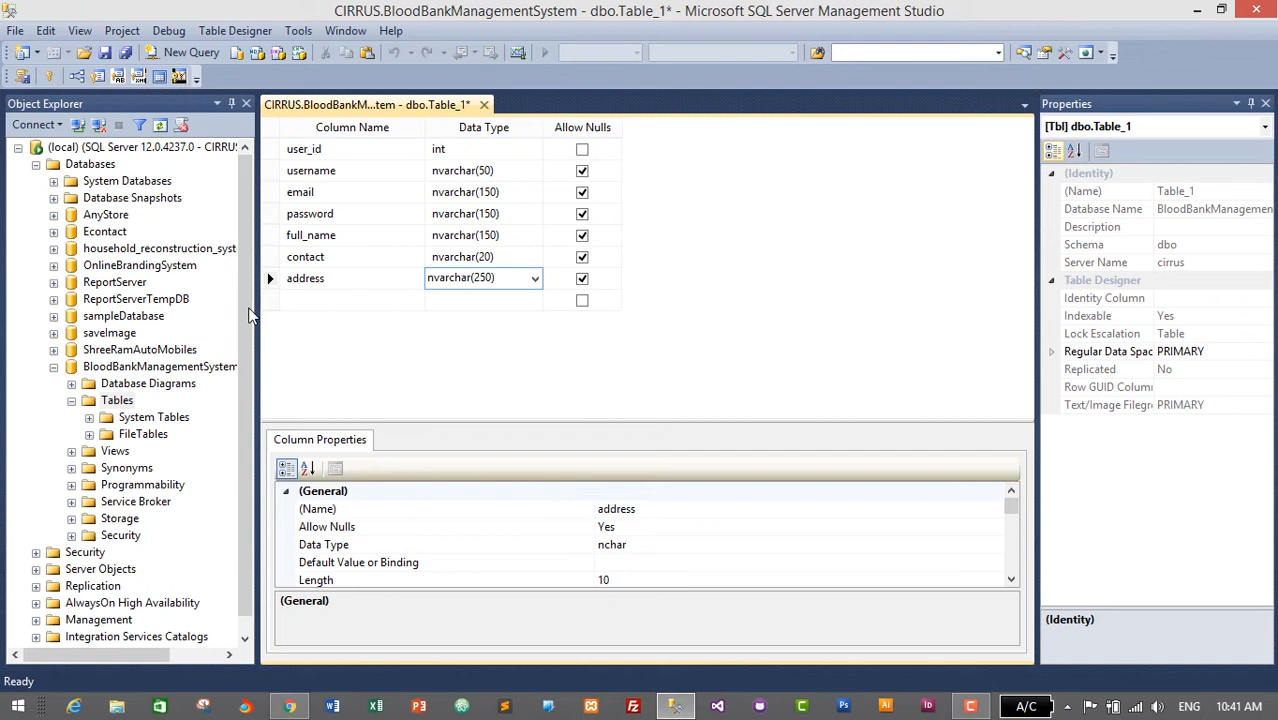 CIRRUS.BloodBankManagementSystem - dbo.Table_1* - Microsoft SQL Server Management Studio
File Edit View Project Debug Table Designer Tools Window Help
New Query
Object Explorer
Connect
(local) (SQL Server 12.0.4237.0 - CIRRUS
Databases
System Databases
Database Snapshots
AnyStore
Econtact
household_reconstruction_syst
OnlineBrandingSystem
ReportServer
ReportServerTempDB
sampleDatabase
saveImage
ShreeRamAutoMobiles
BloodBankManagementSystem
Database Diagrams
Tables
System Tables
FileTables
Views
Synonyms
Programmability
Service Broker
Storage
Security
Security
Server Objects
Replication
AlwaysOn High Availability
Management
Integration Services Catalogs
CIRRUS.BloodBankM...tem - dbo.Table_1*
Column Name Data Type Allow Nulls
user_id int
username nvarchar(50)
email nvarchar(150)
password nvarchar(150)
full_name nvarchar(150)
contact nvarchar(20)
address nvarchar(250)
Column Properties
(General)
(Name) address
Allow Nulls Yes
Data Type nchar
Default Value or Binding
Length 10
(General)
Properties
[Tbl] dbo.Table_1
(Identity)
(Name) Table_1
Database Name BloodBankManagemen
Description
Schema dbo
Server Name cirrus
Table Designer
Identity Column
Indexable Yes
Lock Escalation Table
Regular Data Spac PRIMARY
Replicated No
Row GUID Column
Text/Image Filegr PRIMARY
(Identity)
Ready
A/C
ENG 10:41 AM